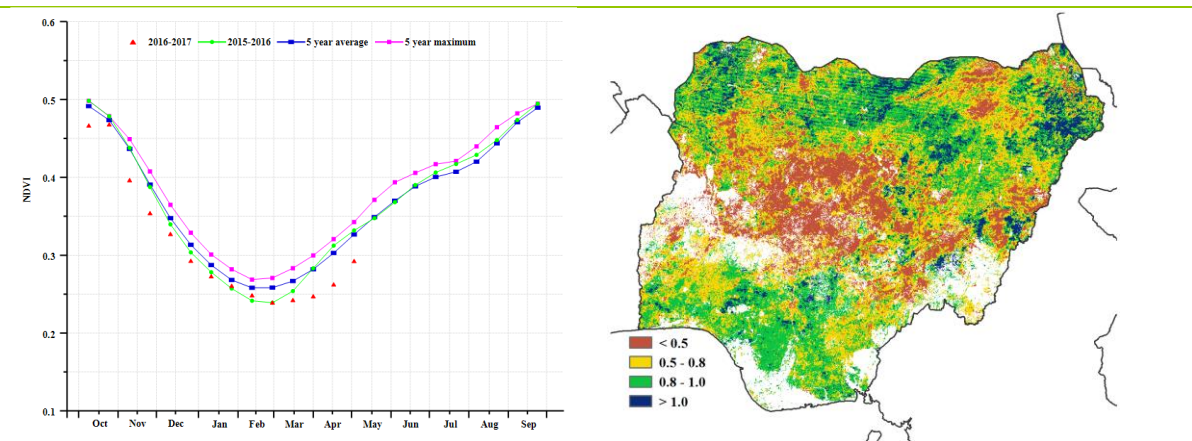 0.6
2016-2017 2015-2016 5 year average 5 year maximum
0.5
0.4
NDVI
0.3
0.2
0.1
Oct Nov Dec Jan Feb Mar Apr May Jun Jul Aug Sep
< 0.5
0.5 - 0.8
0.8 - 1.0
> 1.0